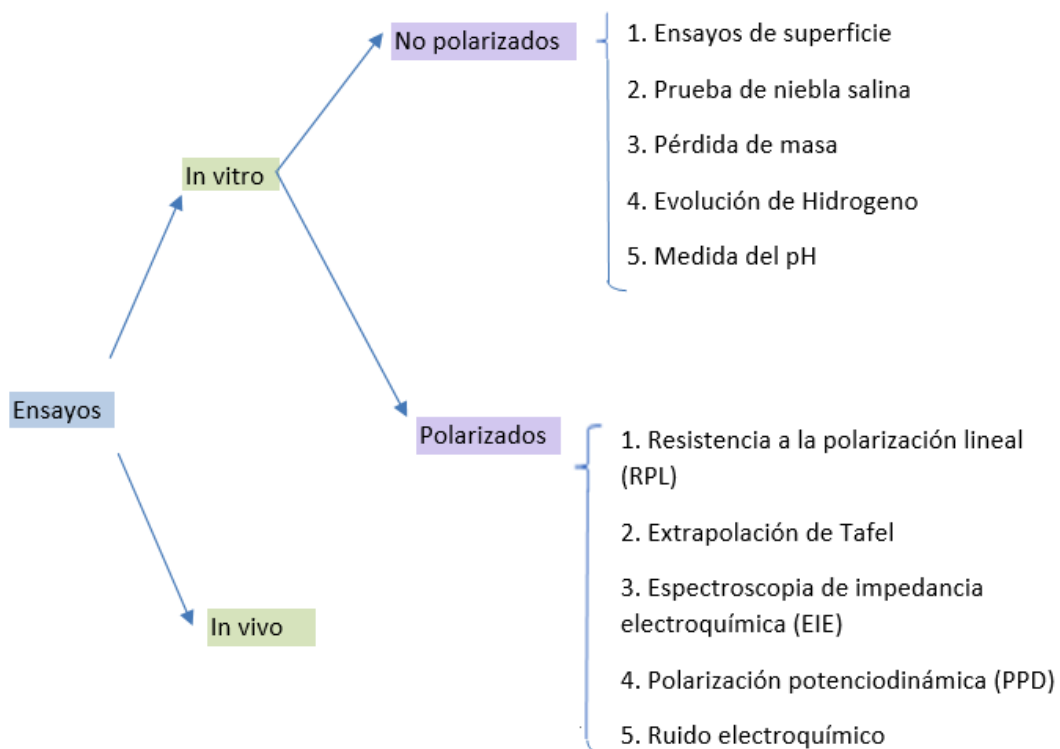 No polarizados
1. Ensayos de superficie
2. Prueba de niebla salina
3. Pérdida de masa
4. Evolución de Hidrogeno
5. Medida del pH
In vitro
Ensayos
Polarizados
1. Resistencia a la polarización lineal
(RPL)
2. Extrapolación de Tafel
3. Espectroscopia de impedancia
electroquímica (EIE)
4. Polarización potenciodinámica (PPD)
5. Ruido electroquímico
In vivo